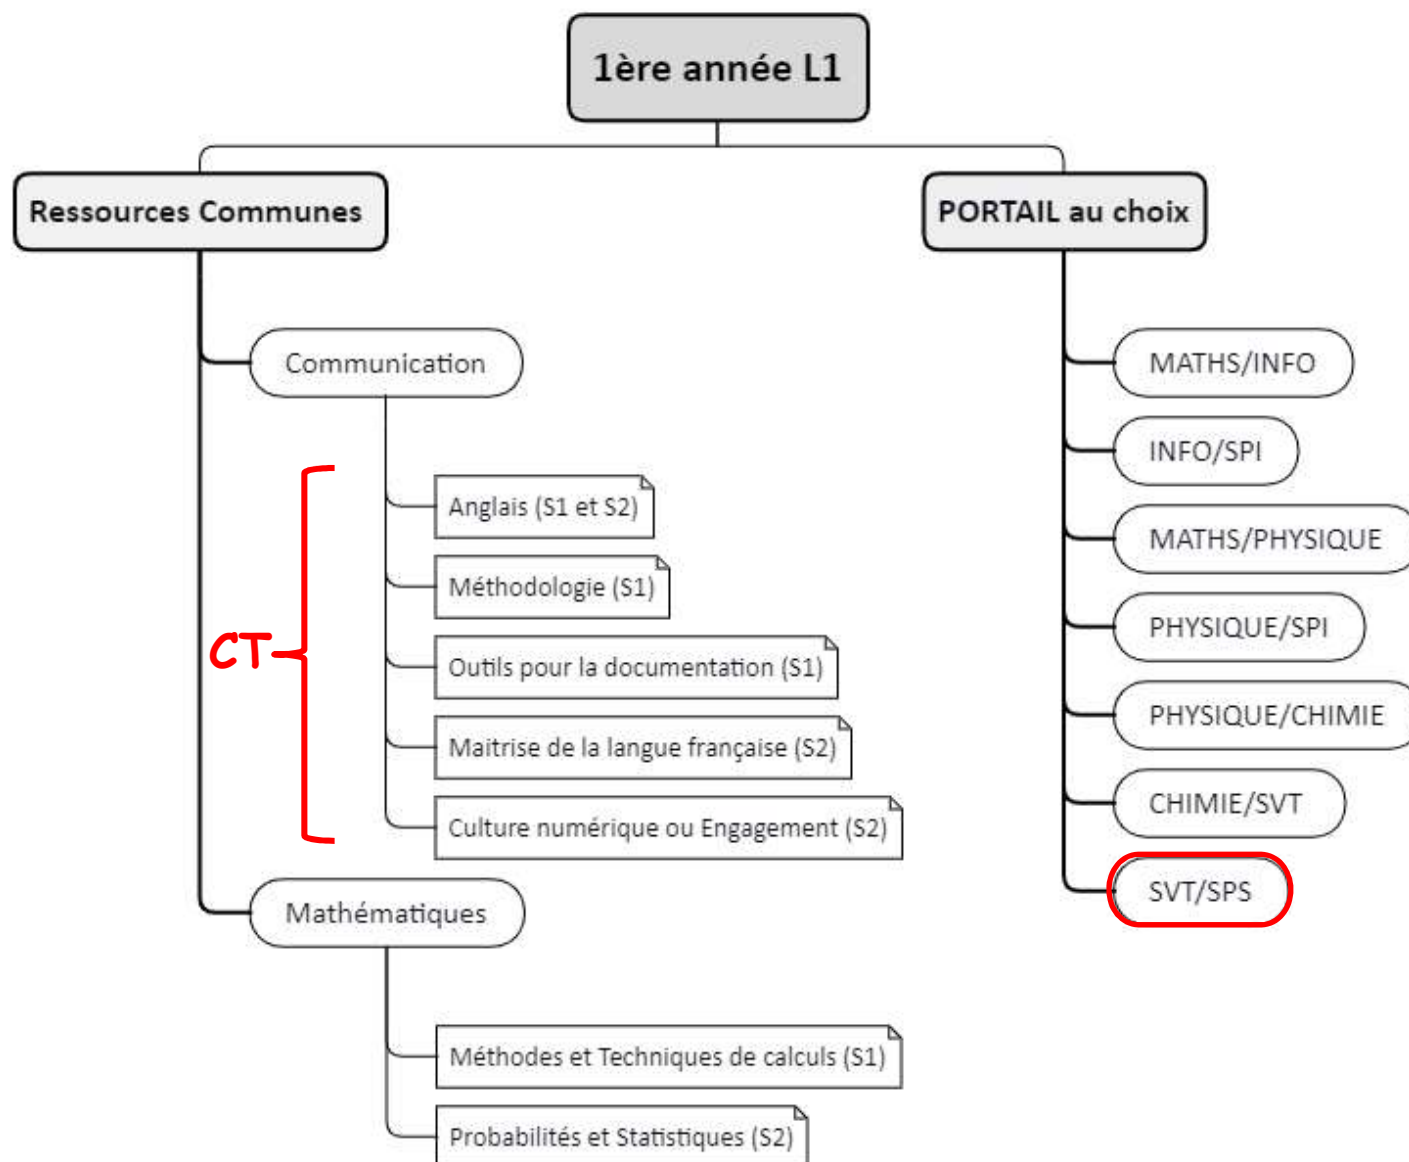 1ère année L1
Ressources Communes
PORTAIL au choix
Communication
Anglais (S1 et S2)
Méthodologie (S1)
CT
Outils pour la documentation (S1)
Maitrise de la langue française (S2)
Culture numérique ou Engagement (S2)
Mathématiques
Méthodes et Techniques de calculs (S1)
Probabilités et Statistiques (S2)
MATHS/INFO
INFO/SPI
MATHS/PHYSIQUE
PHYSIQUE/SPI
PHYSIQUE/CHIMIE
CHIMIE/SVT
SVT/SPS